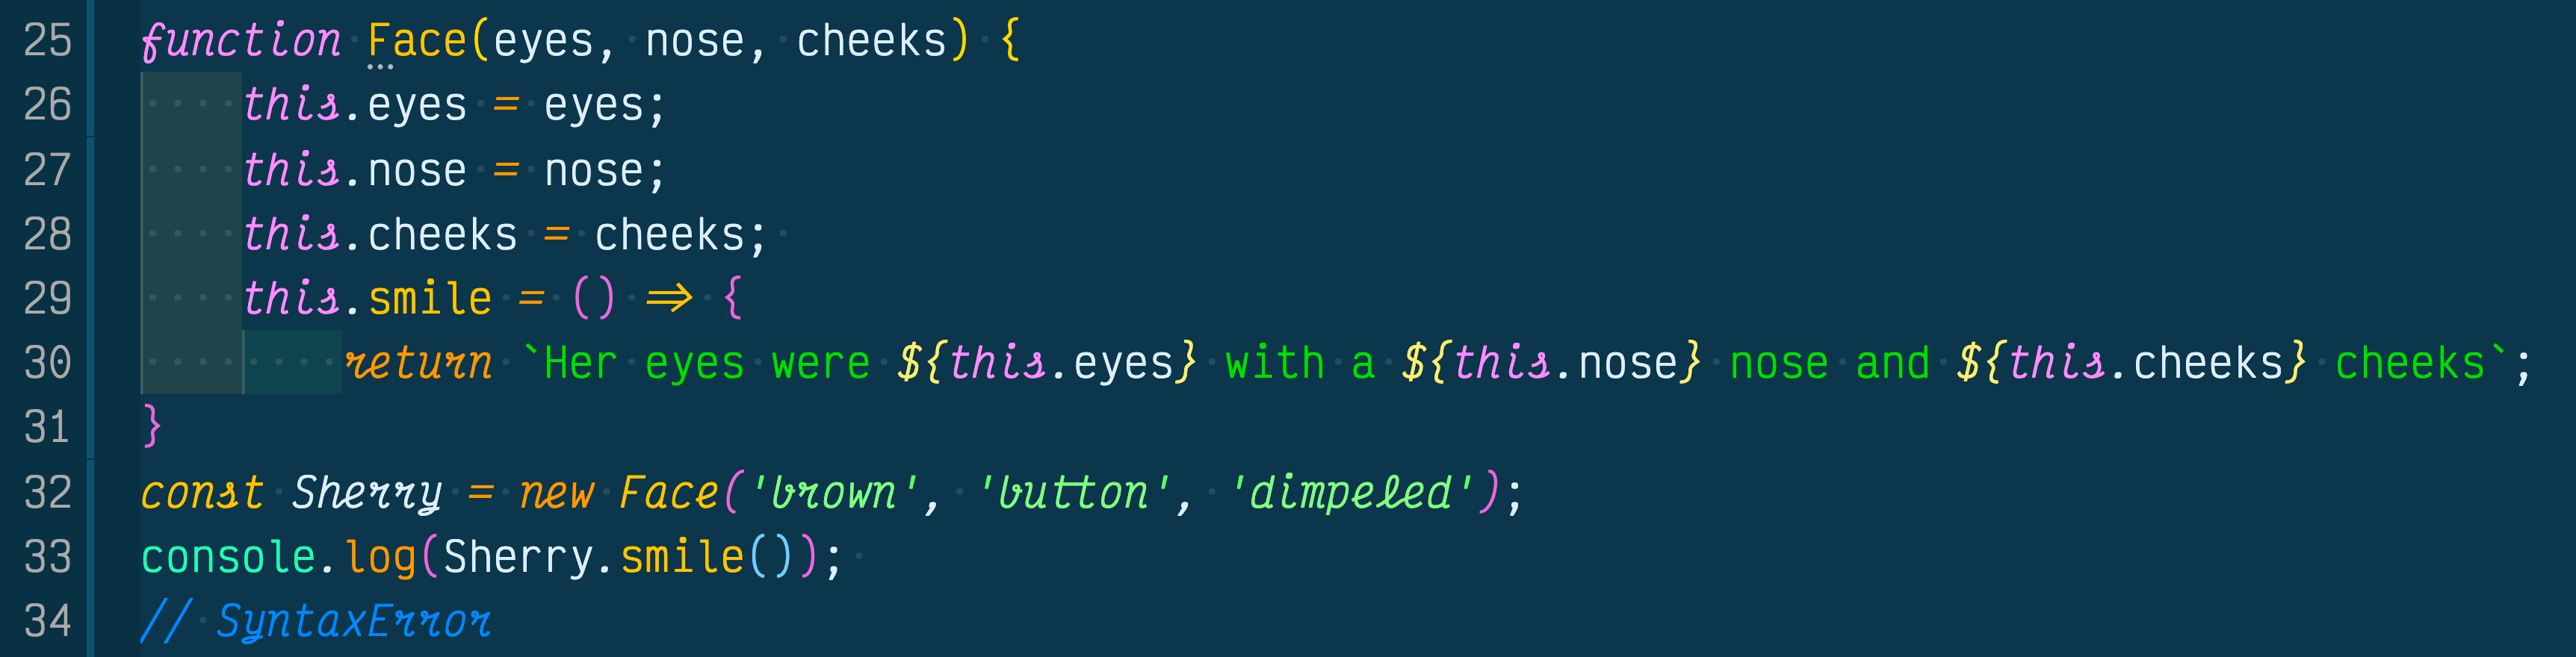 25 function Face(eyes, nose, cheeks) {
26     this.eyes = eyes;
27     this.nose = nose;
28     this.cheeks = cheeks;
29     this.smile = () => {
30         return `Her eyes were ${this.eyes} with a ${this.nose} nose and ${this.cheeks} cheeks`;
31 }
32 const Sherry = new Face('brown', 'button', 'dimpeled');
33 console.log(Sherry.smile());
34 // SyntaxError